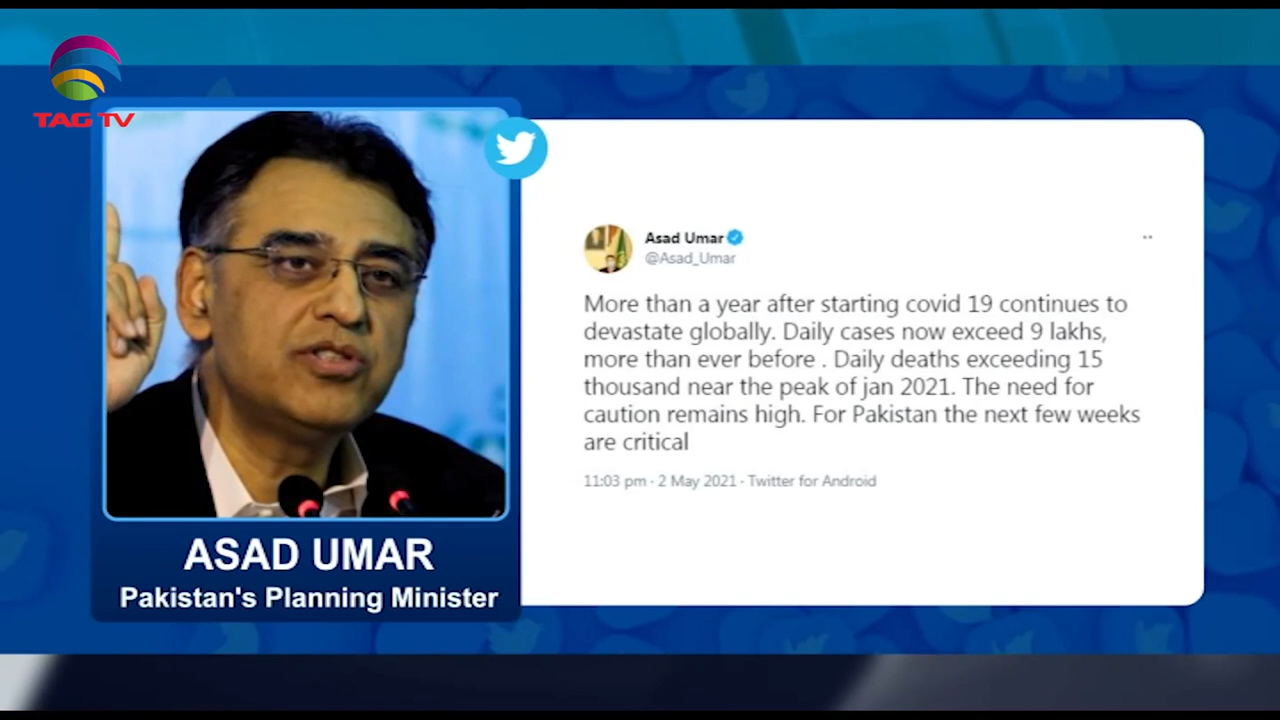 TAG TV
Asad Umar
@Asad_Umar
More than a year after starting covid 19 continues to
devastate globally. Daily cases now exceed 9 lakhs,
more than ever before . Daily deaths exceeding 15
thousand near the peak of jan 2021. The need for
caution remains high. For Pakistan the next few weeks
are critical
11:03 pm · 2 May 2021 · Twitter for Android
ASAD UMAR
Pakistan's Planning Minister